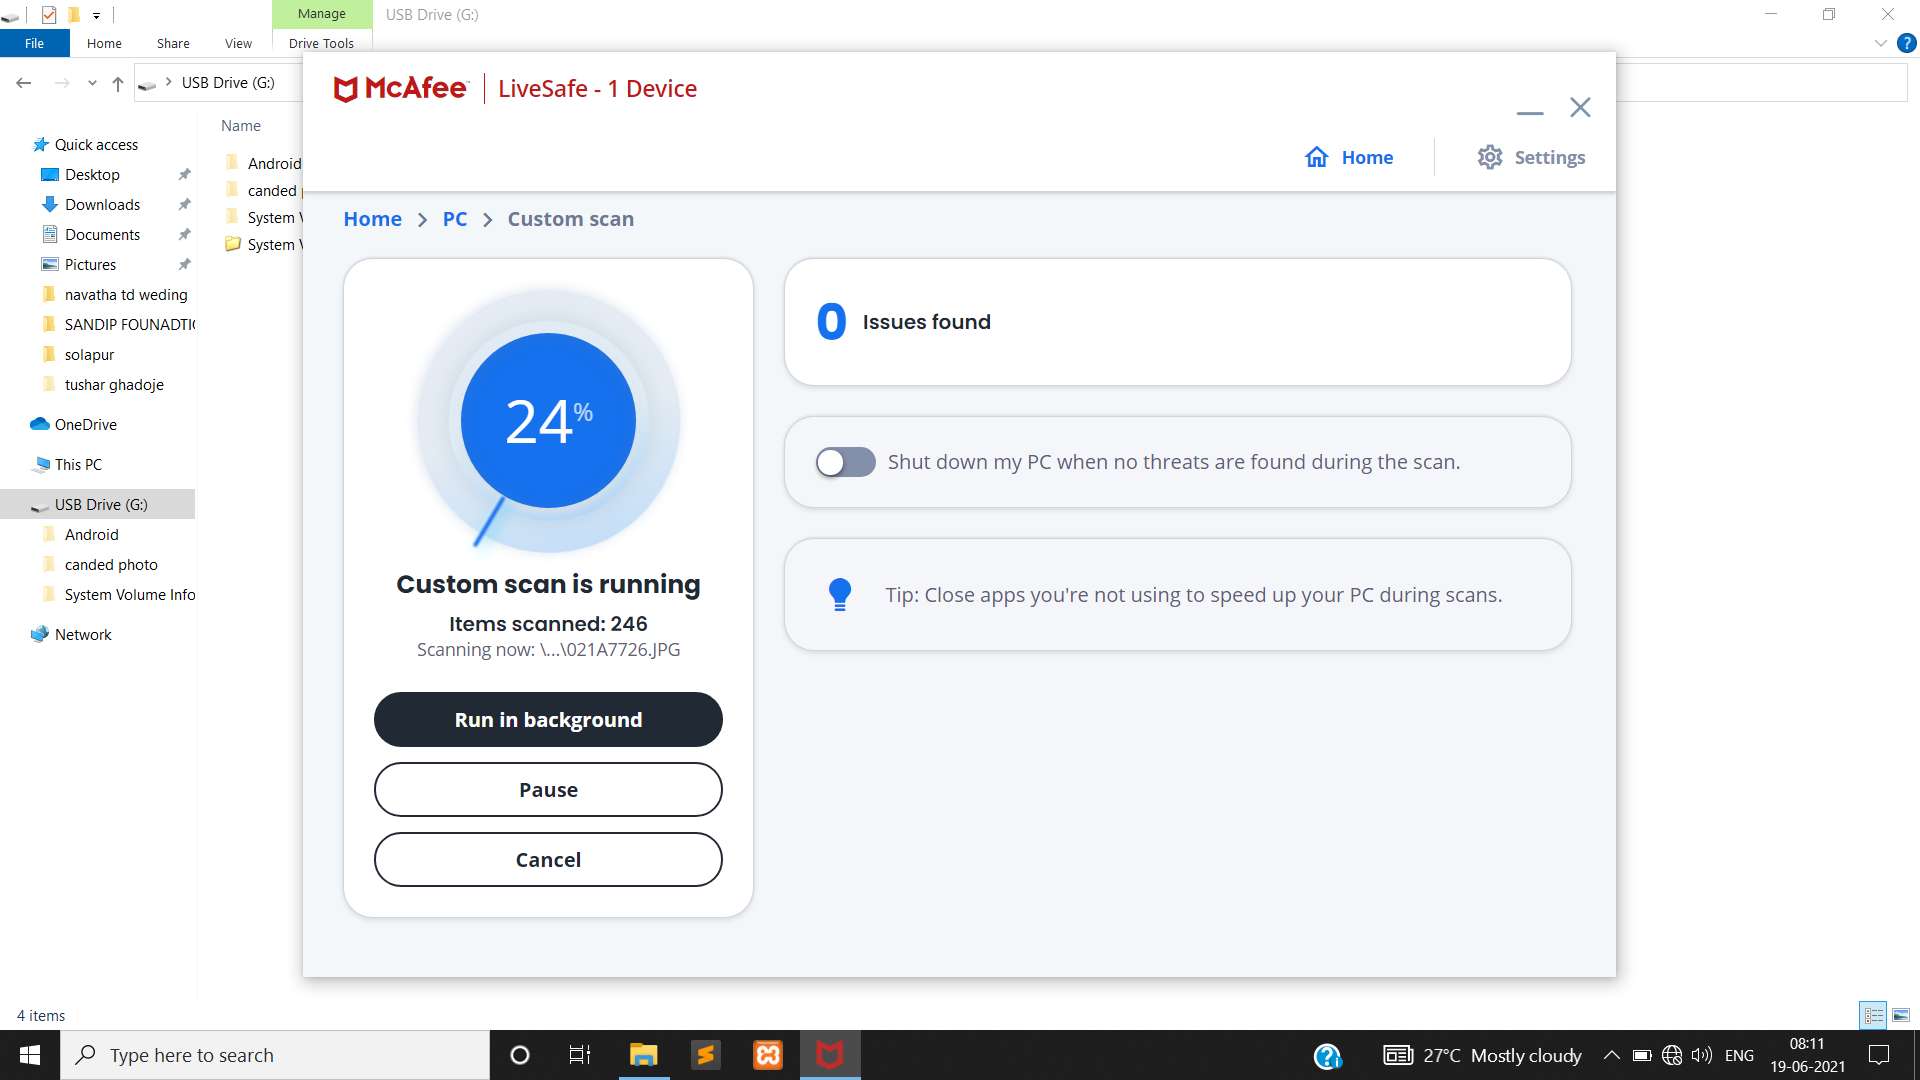 Manage
USB Drive (G:)
File
Home
Share
View
Drive Tools
USB Drive (G:)
Name
Quick access
Desktop
Downloads
Documents
Pictures
navatha td weding
SANDIP FOUNADTI
solapur
tushar ghadoje
OneDrive
This PC
USB Drive (G:)
Android
canded photo
System Volume Info
Network
Android
canded
System
System
McAfee
LiveSafe - 1 Device
Home
Settings
Home > PC > Custom scan
24%
Custom scan is running
Items scanned: 246
Scanning now: \...\021A7726.JPG
Run in background
Pause
Cancel
0 Issues found
Shut down my PC when no threats are found during the scan.
Tip: Close apps you're not using to speed up your PC during scans.
4 items
Type here to search
27°C Mostly cloudy
ENG
08:11
19-06-2021